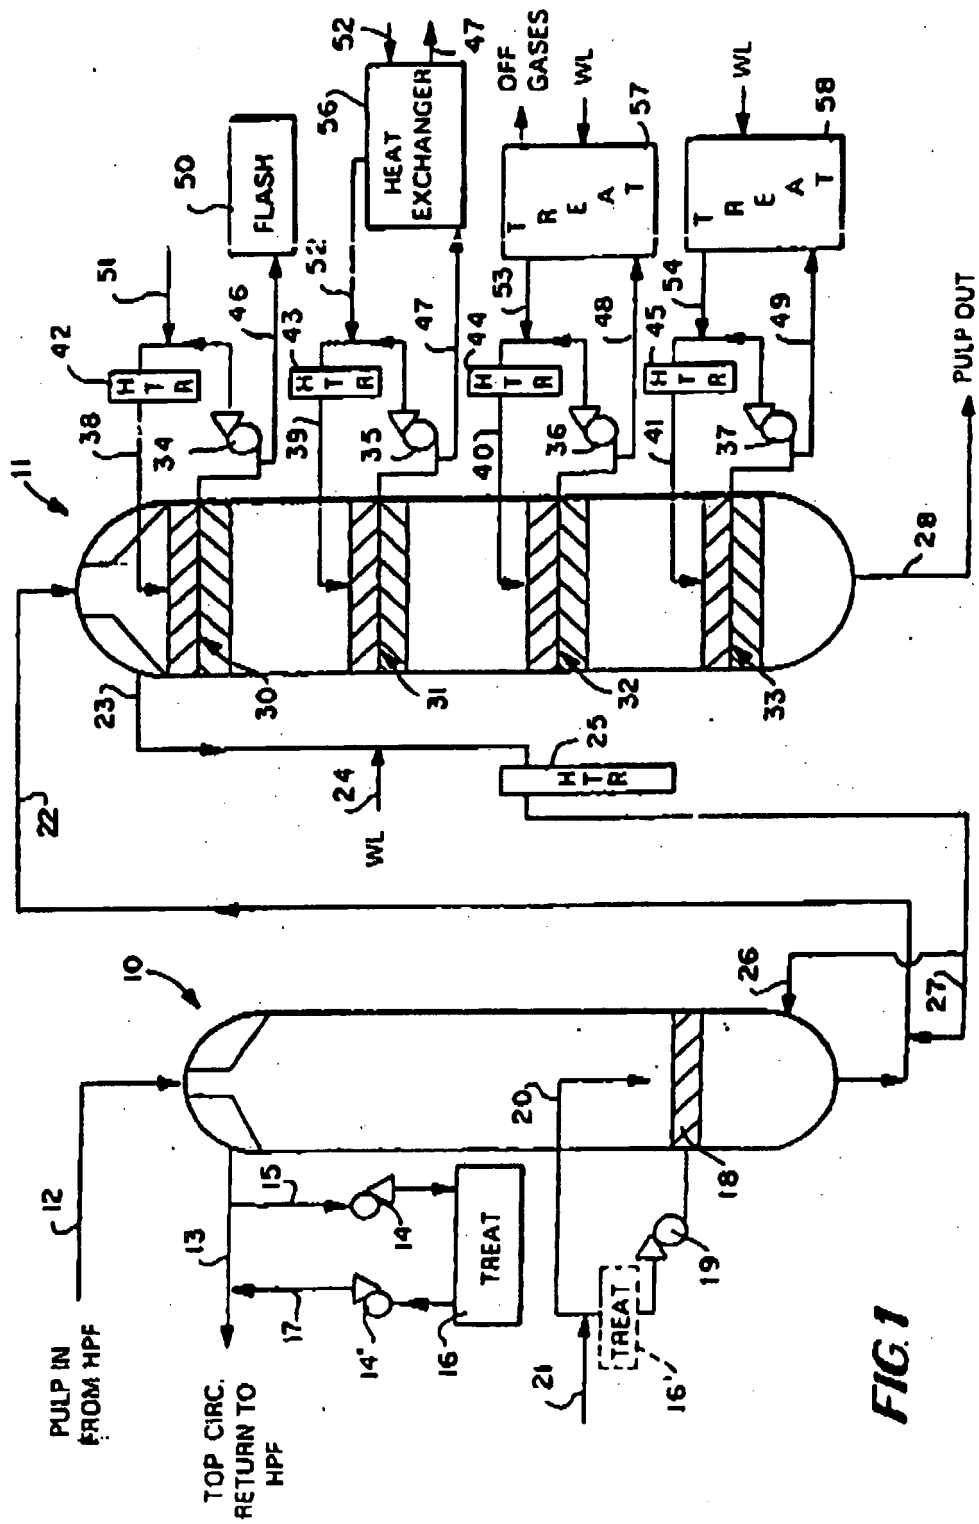 11
22
23
24
WL
25
HTR
38
42
HTR
51
34
46
50
FLASH
30
39
43
HTR
52
35
47
56
HEAT
EXCHANGER
52
47
31
40
44
HTR
53
36
48
OFF
GASES
WL
TREAT
57
32
41
45
HTR
54
37
49
WL
TREAT
58
33
28
PULP OUT
10
12
PULP IN
FROM HPF
13
TOP CIRC.
RETURN TO
HPF
15
14
17
14"
16
TREAT
20
21
TREAT
16'
19
18
26
27
FIG. 1